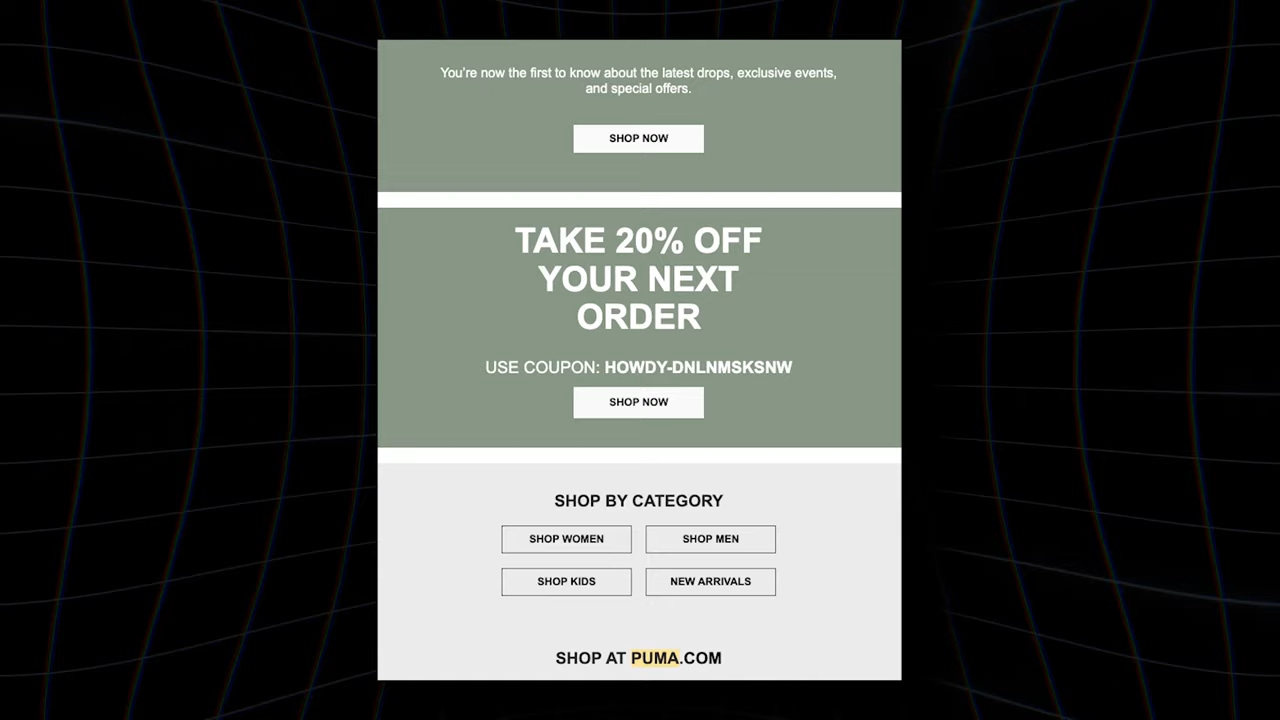 You're now the first to know about the latest drops, exclusive events,
and special offers.
SHOP NOW
TAKE 20% OFF
YOUR NEXT
ORDER
USE COUPON: HOWDY-DNLNMSKSNW
SHOP NOW
SHOP BY CATEGORY
SHOP WOMEN
SHOP MEN
SHOP KIDS
NEW ARRIVALS
SHOP AT PUMA.COM